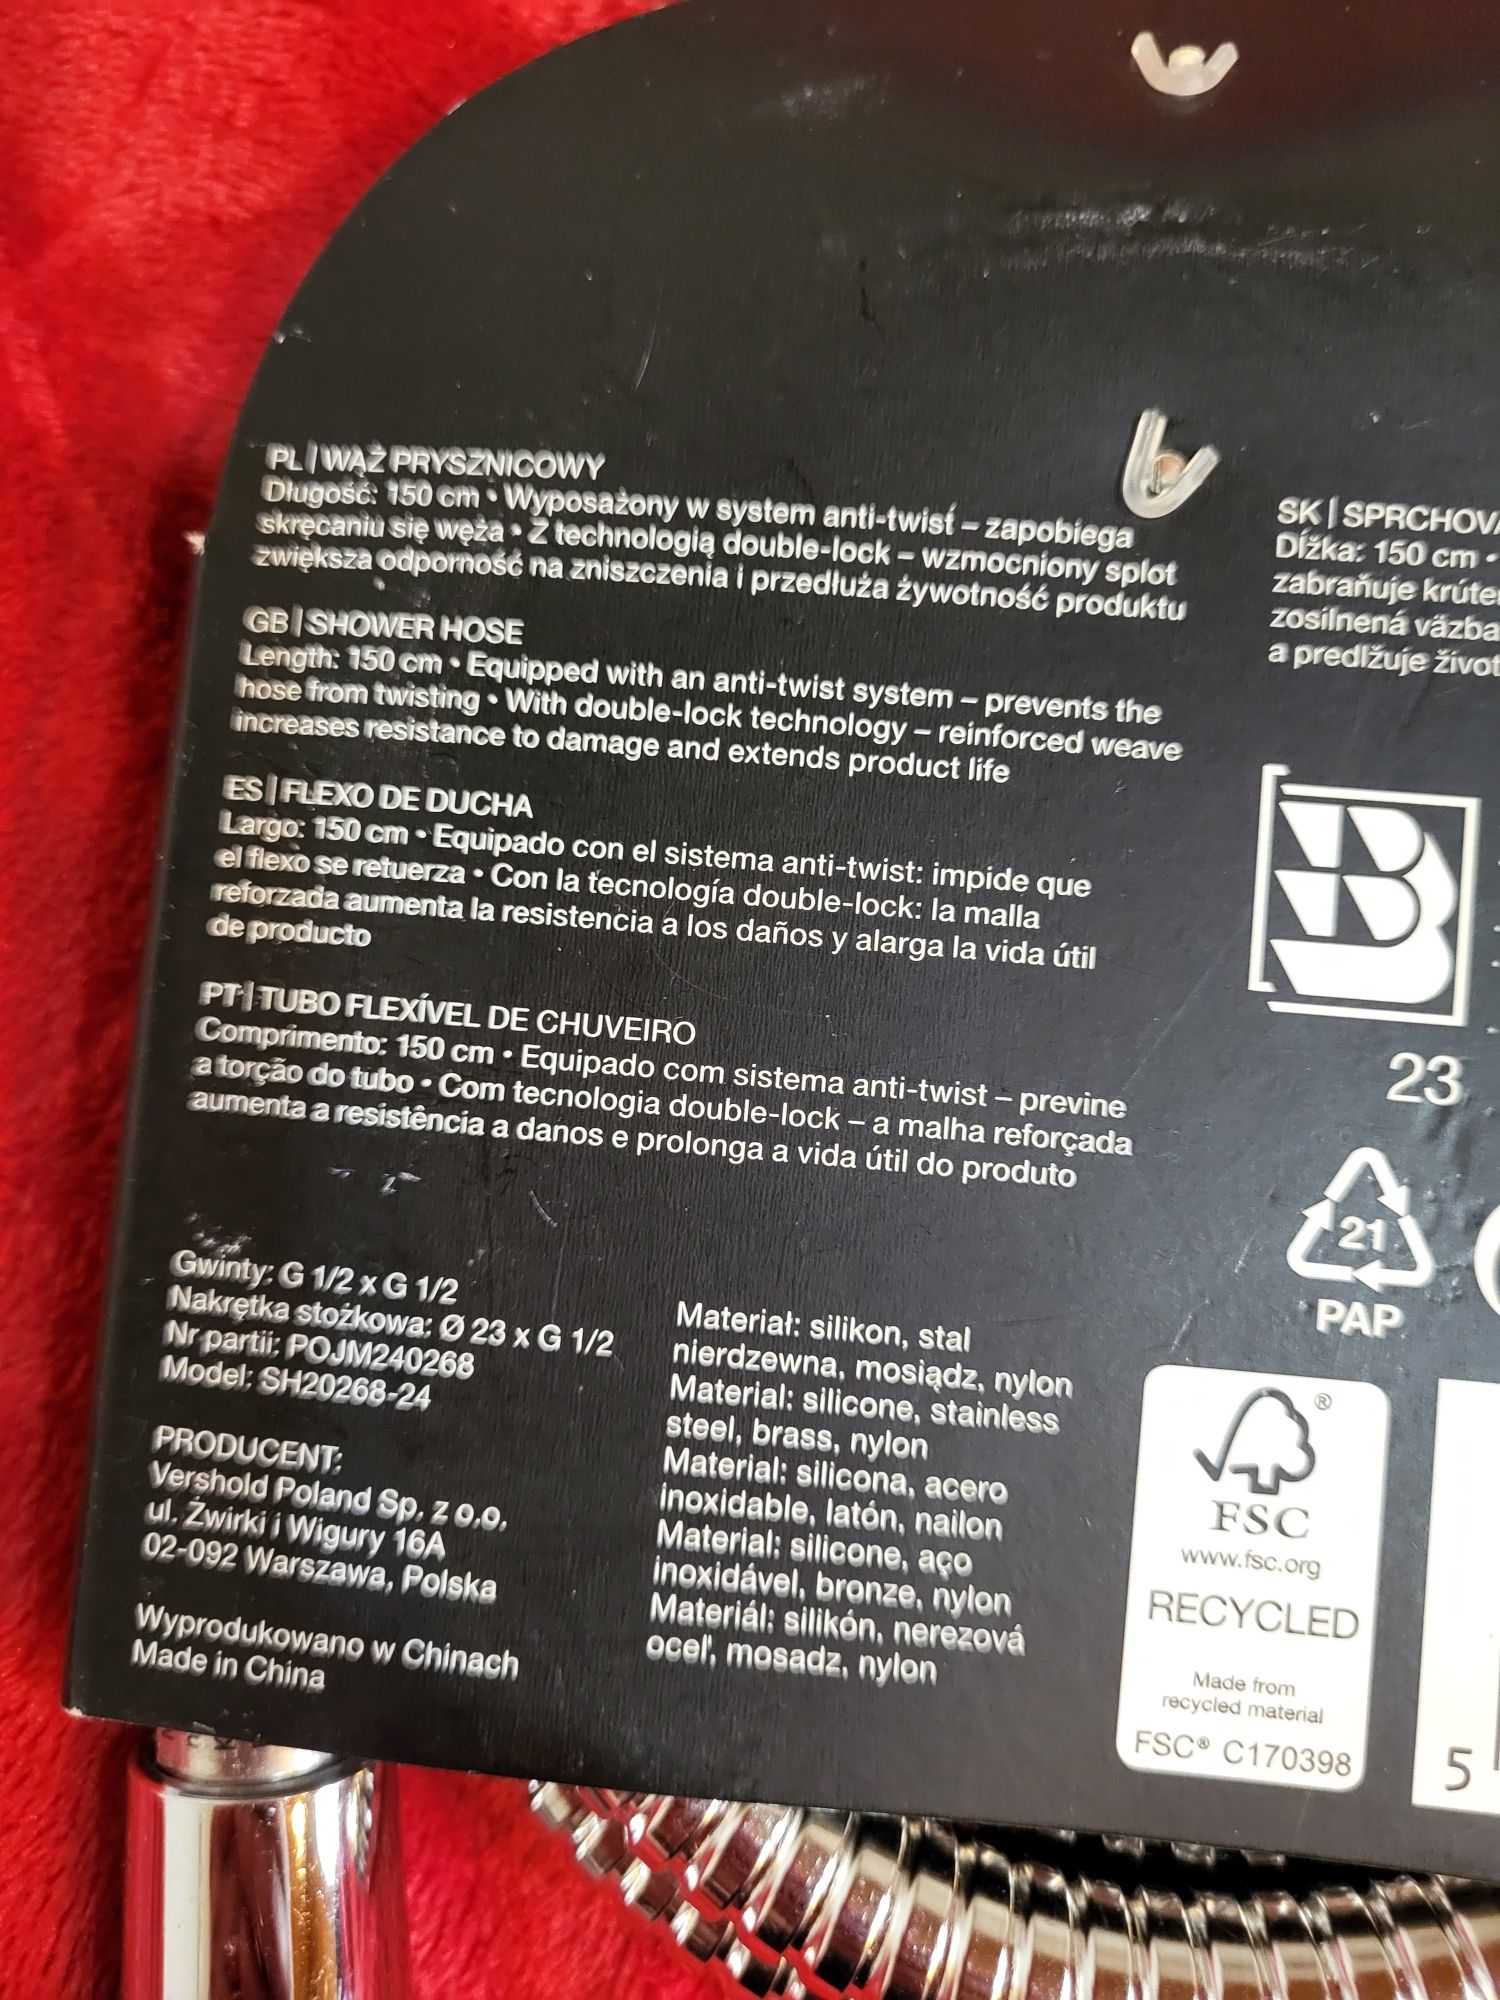 PL | WĄŻ PRYSZNICOWY
Długość: 150 cm • Wyposażony w system anti-twist – zapobiega
skręcaniu się węża • Z technologią double-lock – wzmocniony splot
zwiększa odporność na zniszczenia i przedłuża żywotność produktu
GB | SHOWER HOSE
Length: 150 cm • Equipped with an anti-twist system – prevents the
hose from twisting • With double-lock technology – reinforced weave
increases resistance to damage and extends product life
ES | FLEXO DE DUCHA
Largo: 150 cm • Equipado con el sistema anti-twist: impide que
el flexo se retuerza • Con la tecnología double-lock: la malla
reforzada aumenta la resistencia a los daños y alarga la vida útil
de producto
PT | TUBO FLEXÍVEL DE CHUVEIRO
Comprimento: 150 cm • Equipado com sistema anti-twist – previne
a torção do tubo • Com tecnologia double-lock – a malha reforçada
aumenta a resistência a danos e prolonga a vida útil do produto
Gwinty: G 1/2 x G 1/2
Nakrętka stożkowa: Ø 23 x G 1/2
Nr partii: POJM240268
Model: SH20268-24
PRODUCENT:
Vershold Poland Sp. z o.o.
ul. Żwirki i Wigury 16A
02-092 Warszawa, Polska
Wyprodukowano w Chinach
Made in China
Materiał: silikon, stal
nierdzewna, mosiądz, nylon
Material: silicone, stainless
steel, brass, nylon
Material: silicona, acero
inoxidable, latón, nailon
Material: silicone, aço
inoxidável, bronze, nylon
Materiál: silikón, nerezová
oceľ, mosadz, nylon
SK | SPRCHOVA
Dĺžka: 150 cm •
zabraňuje krúte
zosilnená väzba
a predlžuje život
B
23
21
PAP
FSC®
www.fsc.org
RECYCLED
Made from
recycled material
FSC® C170398
5